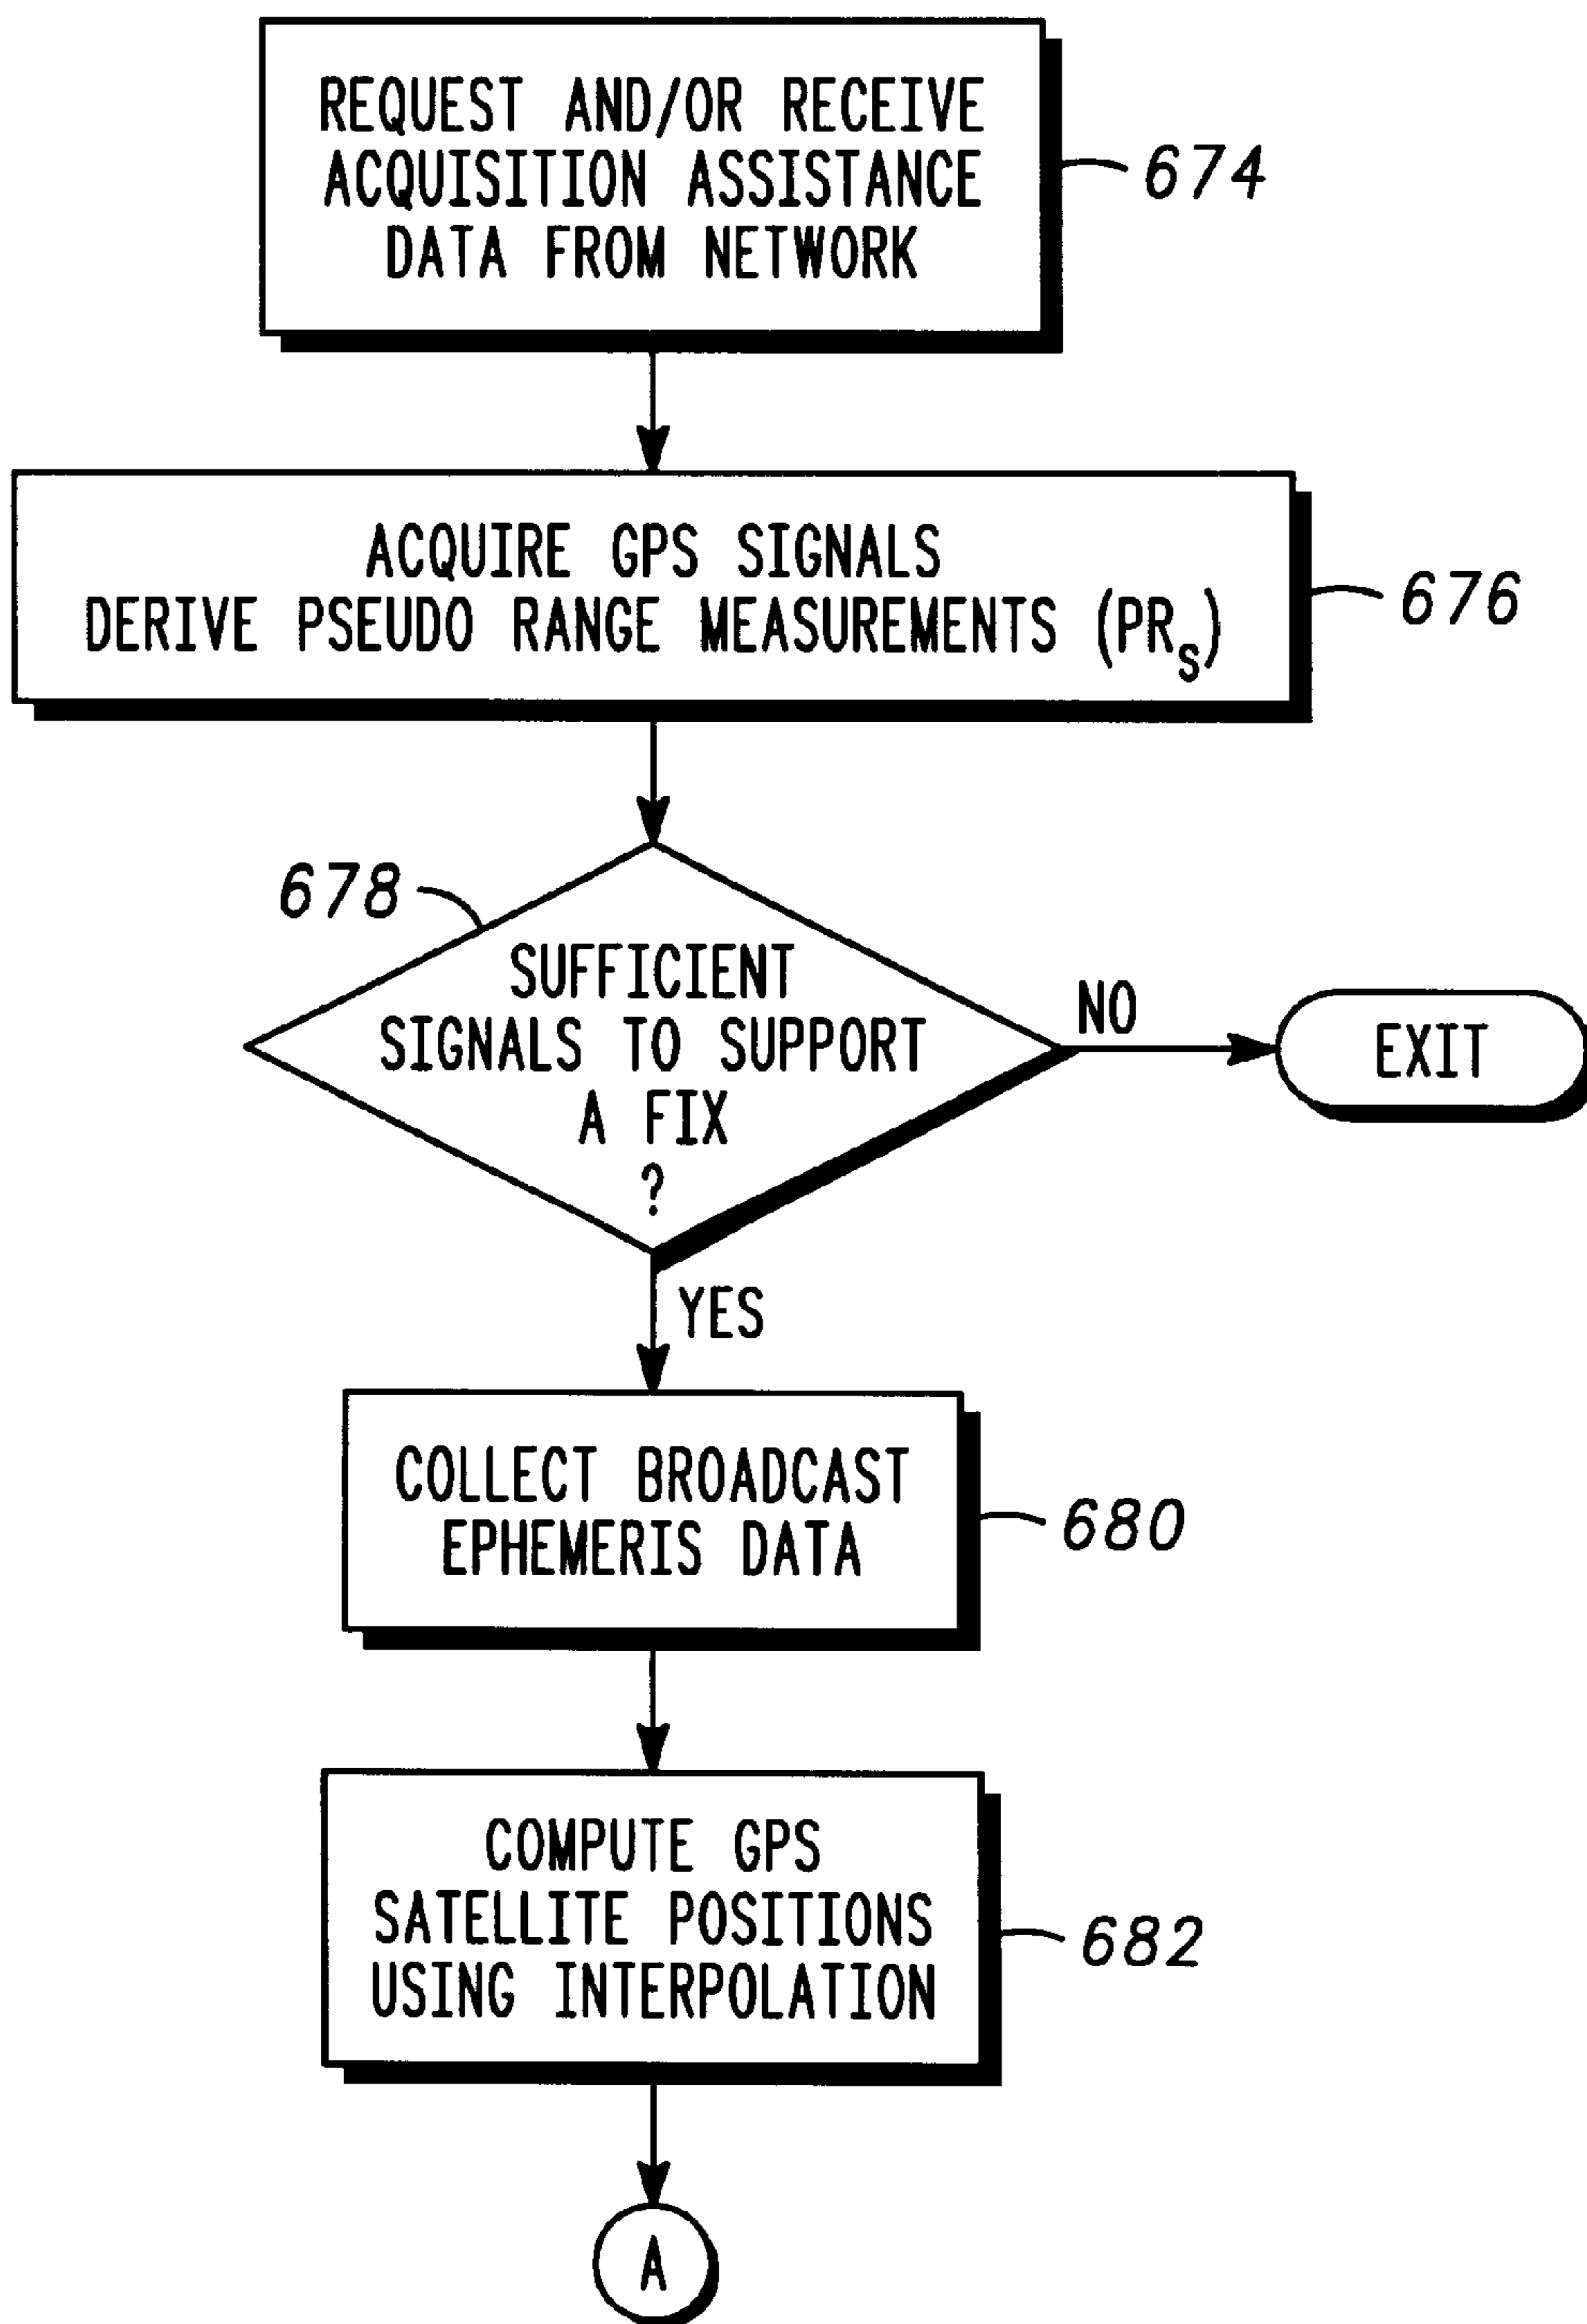 REQUEST AND/OR RECEIVE
ACQUISITION ASSISTANCE
DATA FROM NETWORK
674
ACQUIRE GPS SIGNALS
DERIVE PSEUDO RANGE MEASUREMENTS (PRs)
676
678
SUFFICIENT
SIGNALS TO SUPPORT
A FIX
?
NO
EXIT
YES
COLLECT BROADCAST
EPHEMERIS DATA
680
COMPUTE GPS
SATELLITE POSITIONS
USING INTERPOLATION
682
A